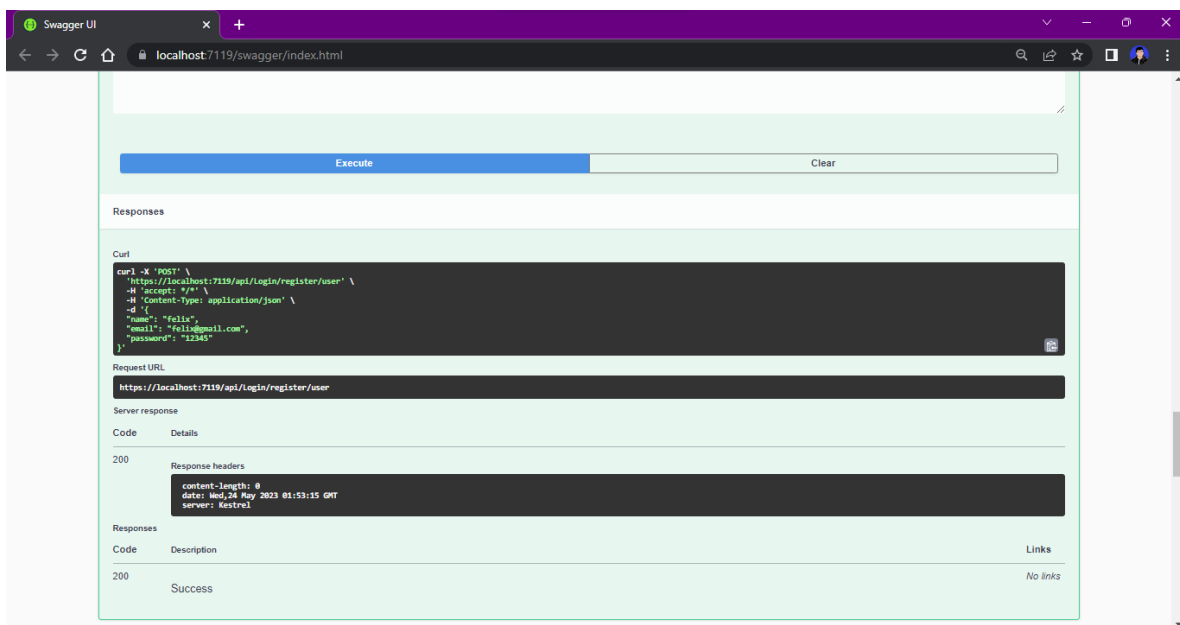 Swagger UI
localhost:7119/swagger/index.html
Execute
Clear
Responses
Curl
curl -X 'POST' \
'https://localhost:7119/api/Login/register/user' \
-H 'accept: */*' \
-H 'Content-Type: application/json' \
-d '{
"name": "felix",
"email": "felix@gmail.com",
"password": "12345"
}'
Request URL
https://localhost:7119/api/Login/register/user
Server response
Code Details
200
Response headers
content-length: 0
date: Wed,24 May 2023 01:53:15 GMT
server: Kestrel
Responses
Code Description Links
200 No links
Success